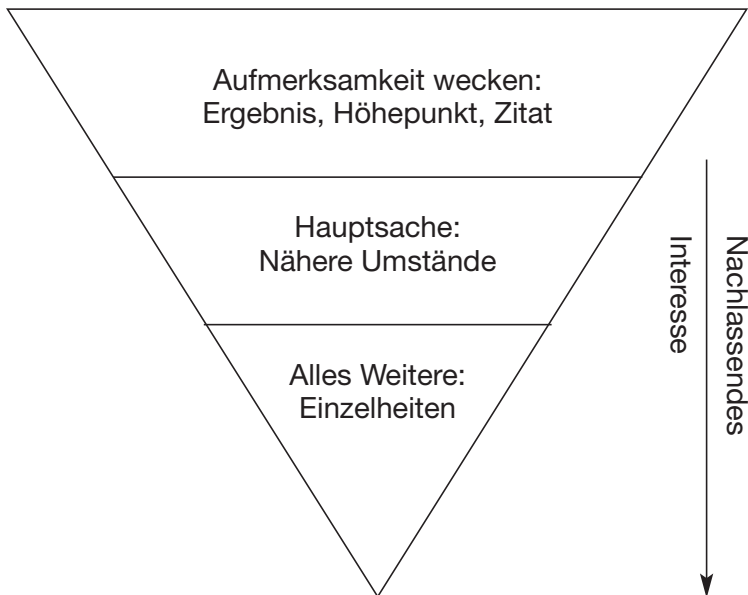 Aufmerksamkeit wecken:
Ergebnis, Höhepunkt, Zitat
Hauptsache:
Nähere Umstände
Alles Weitere:
Einzelheiten
Nachlassendes
Interesse